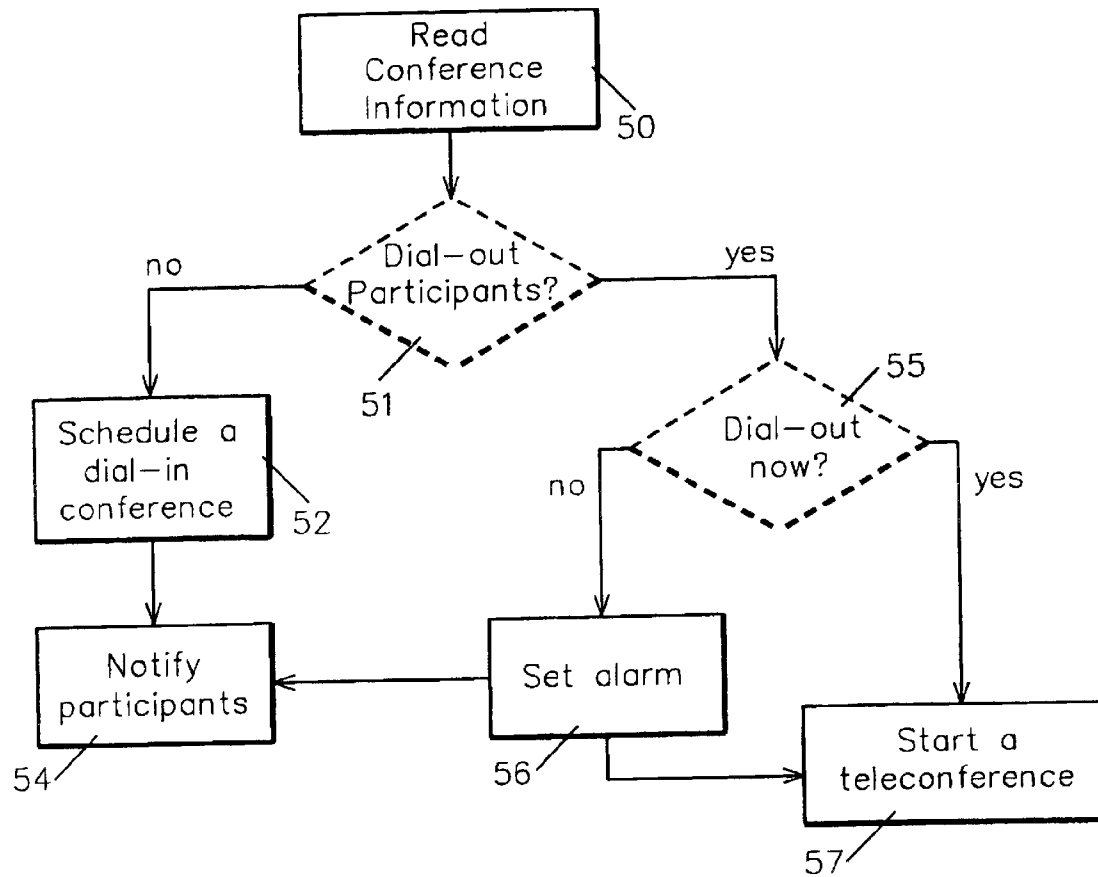 Read
Conference
Information
50
Dial-out
Participants?
no
yes
51
55
Schedule a
dial-in
conference
52
Dial-out
now?
no
yes
Notify
participants
54
Set alarm
56
Start a
teleconference
57